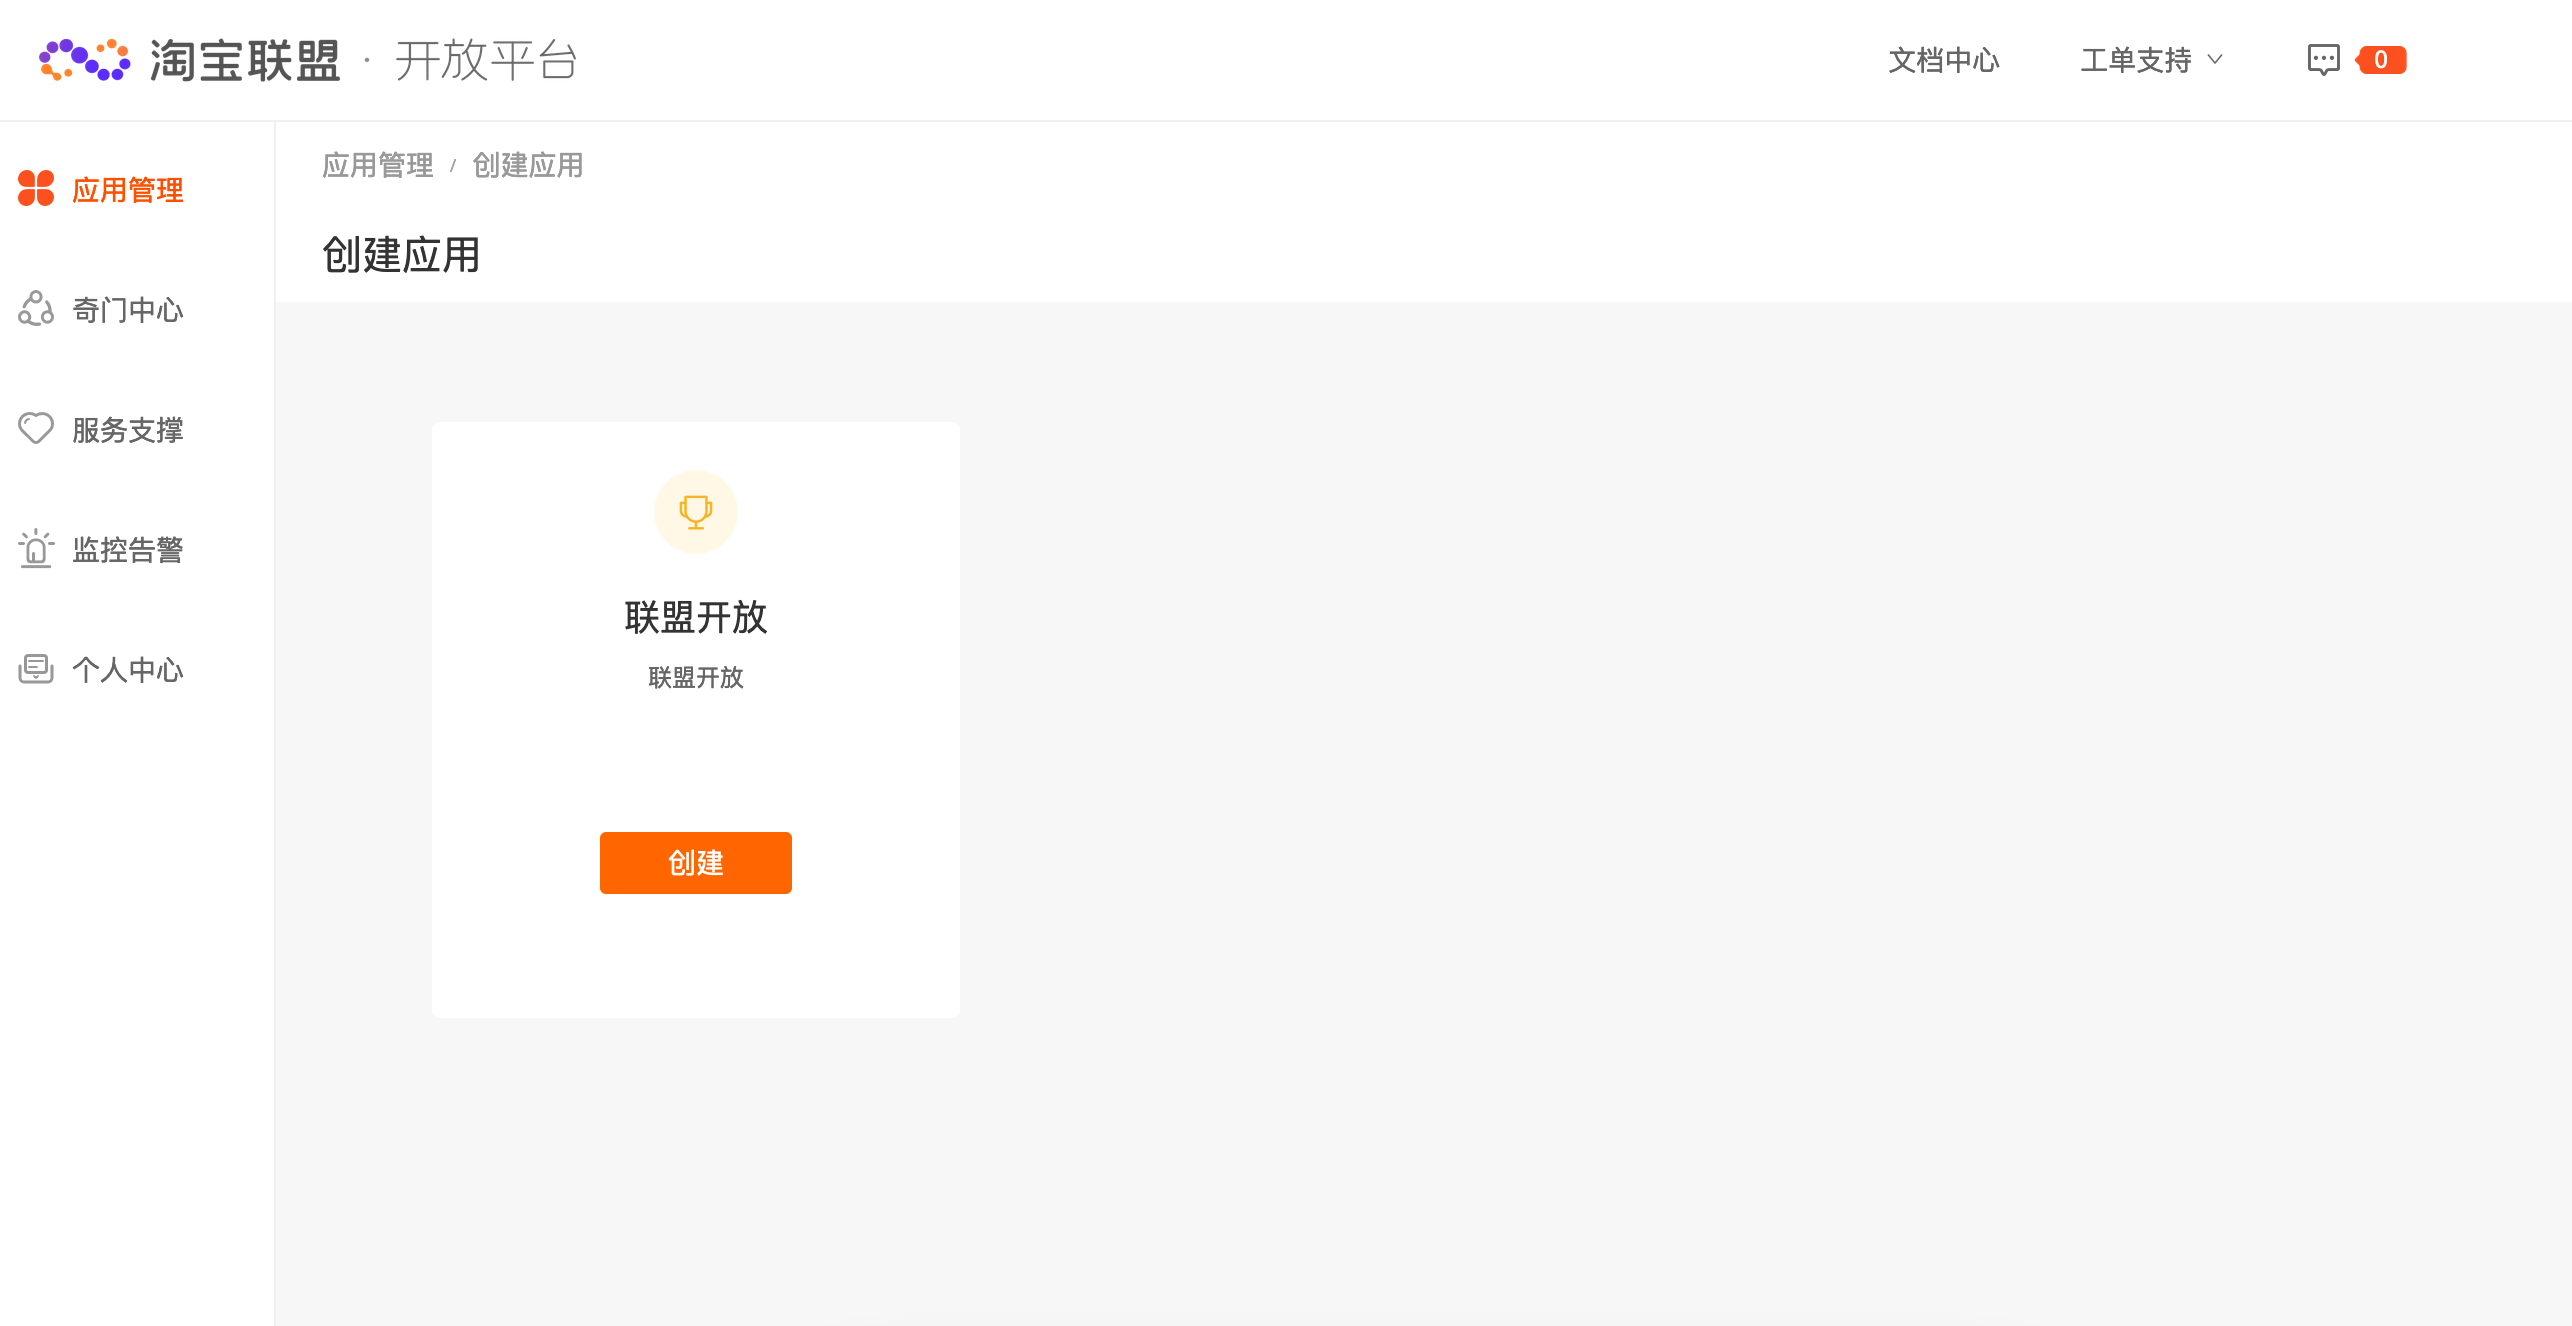 淘宝联盟 · 开放平台
文档中心
工单支持
0
应用管理
奇门中心
服务支撑
监控告警
个人中心
应用管理 / 创建应用
创建应用
联盟开放
联盟开放
创建